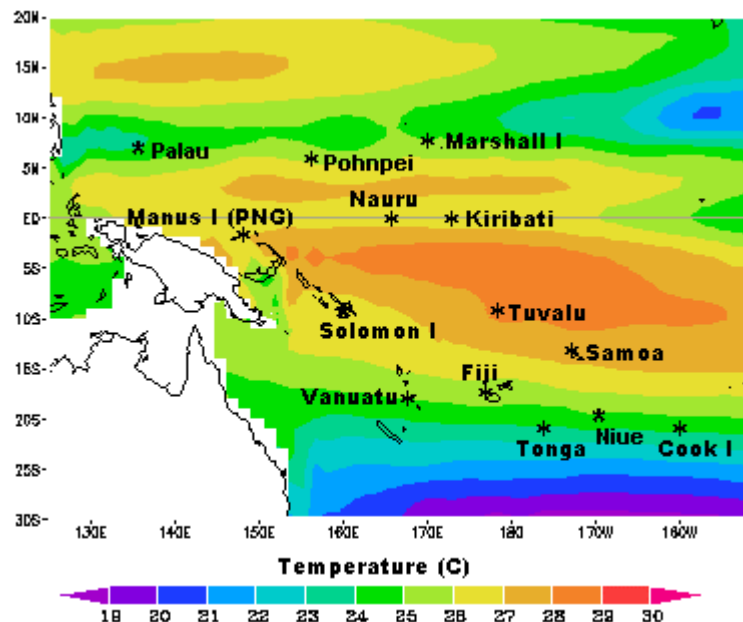 20N
15N
10N
5N
EQ
5S
10S
15S
20S
25S
30S
Palau
Pohnpei
Marshall I
Nauru
Manus I (PNG)
Kiribati
Solomon I
Tuvalu
Samoa
Fiji
Vanuatu
Tonga
Niue
Cook I
130E 140E 150E 160E 170E 180 170W 160W
Temperature (C)
19 20 21 22 23 24 25 26 27 28 29 30